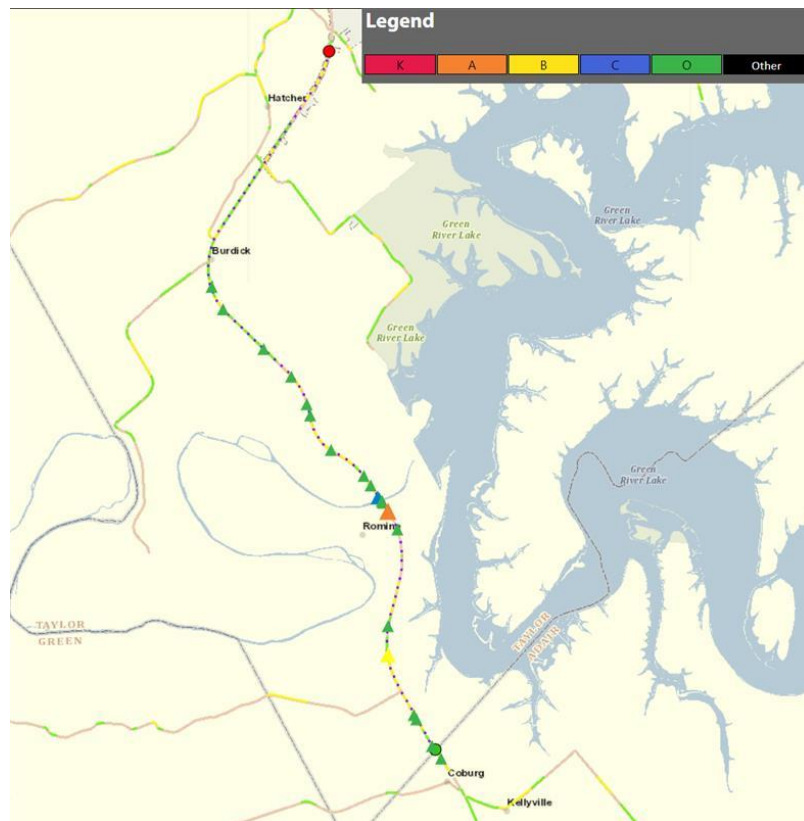 Legend
K
A
B
C
O
Other
Hatcher
Green
River Lake
Green
River Lake
Burdick
Green
River Lake
Green
River Lake
Romine
TAYLOR
GREEN
TAYLOR
ADAIR
Coburg
Kellyville